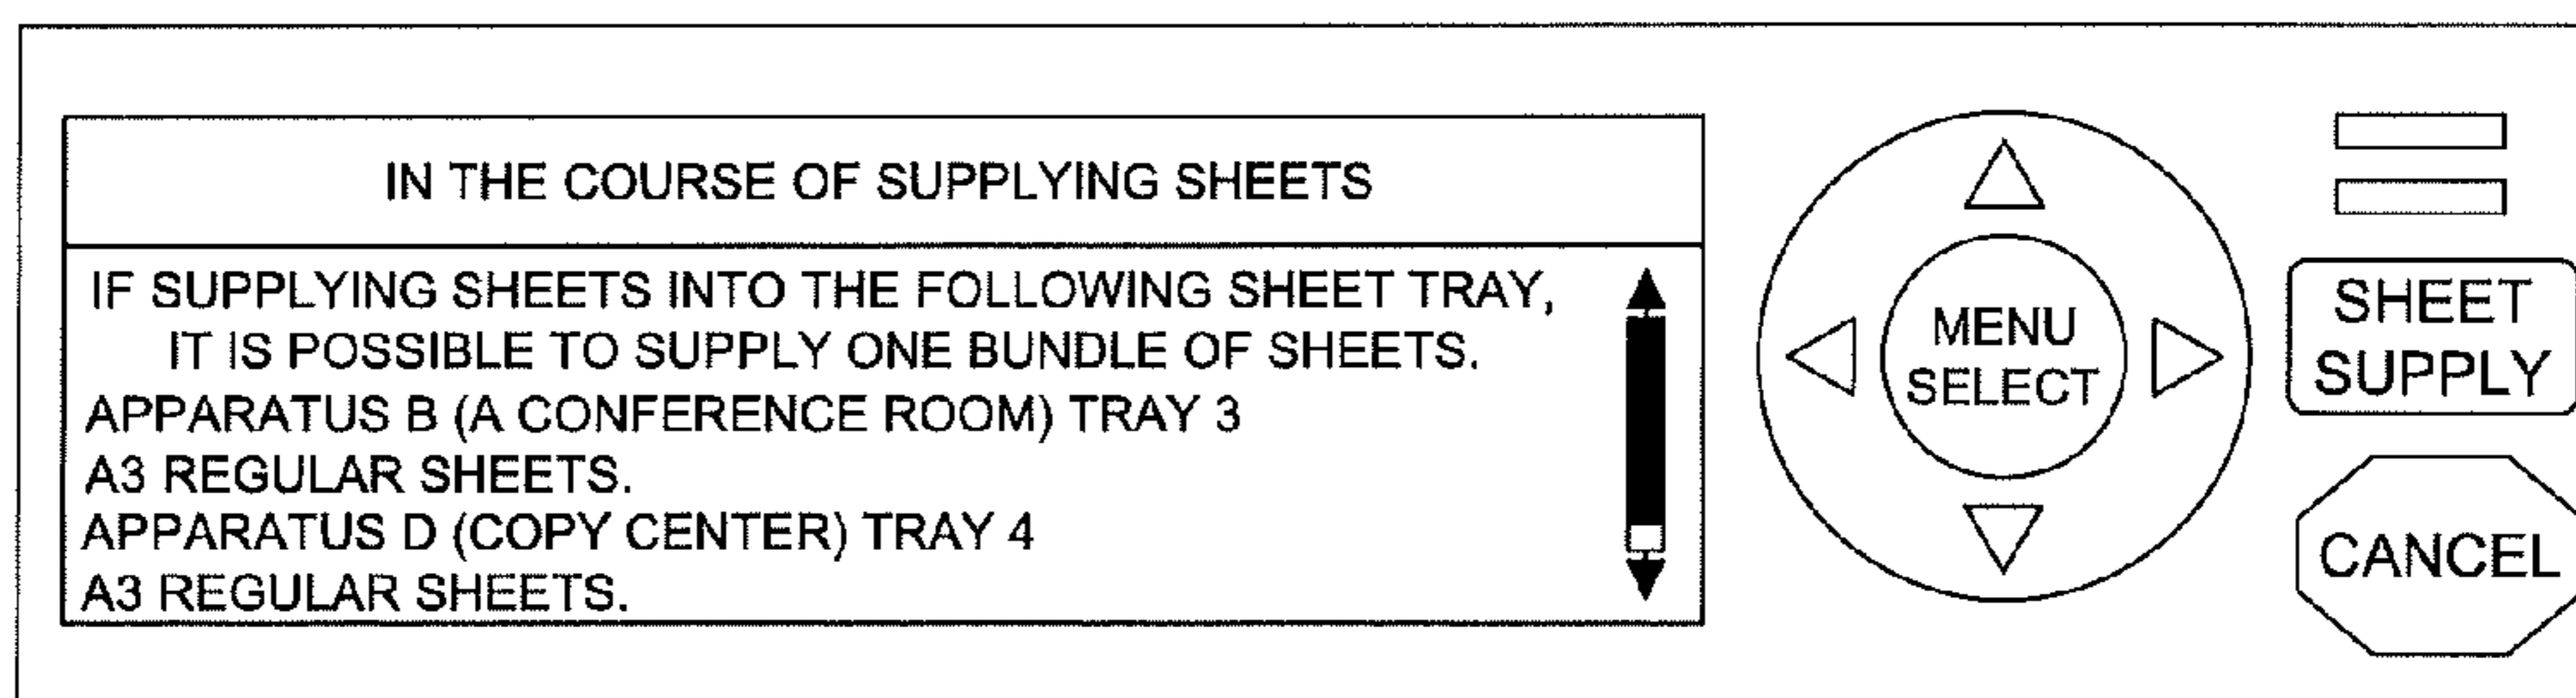 IN THE COURSE OF SUPPLYING SHEETS
IF SUPPLYING SHEETS INTO THE FOLLOWING SHEET TRAY,
IT IS POSSIBLE TO SUPPLY ONE BUNDLE OF SHEETS.
APPARATUS B (A CONFERENCE ROOM) TRAY 3
A3 REGULAR SHEETS.
APPARATUS D (COPY CENTER) TRAY 4
A3 REGULAR SHEETS.
MENU
SELECT
SHEET
SUPPLY
CANCEL